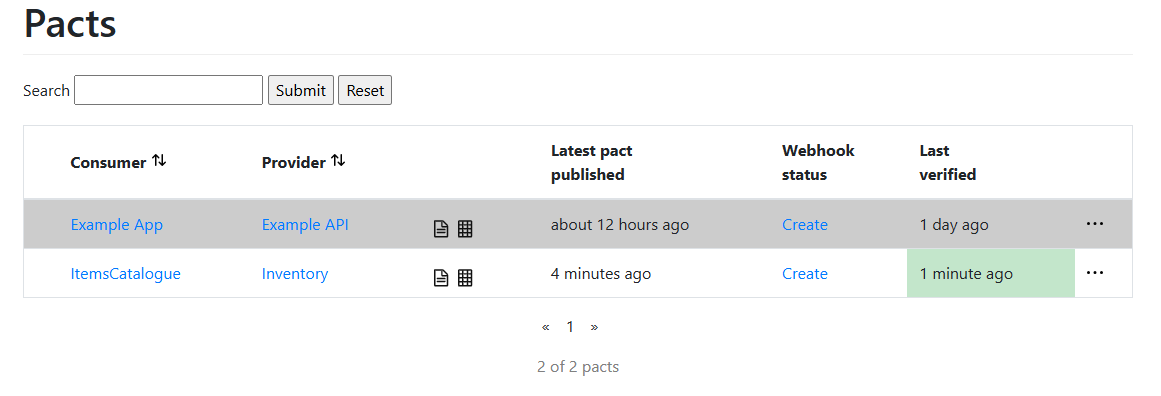 Pacts
Search Submit Reset
Consumer Provider Latest pact published Webhook status Last verified
Example App Example API about 12 hours ago Create 1 day ago ...
ItemsCatalogue Inventory 4 minutes ago Create 1 minute ago ...
« 1 »
2 of 2 pacts